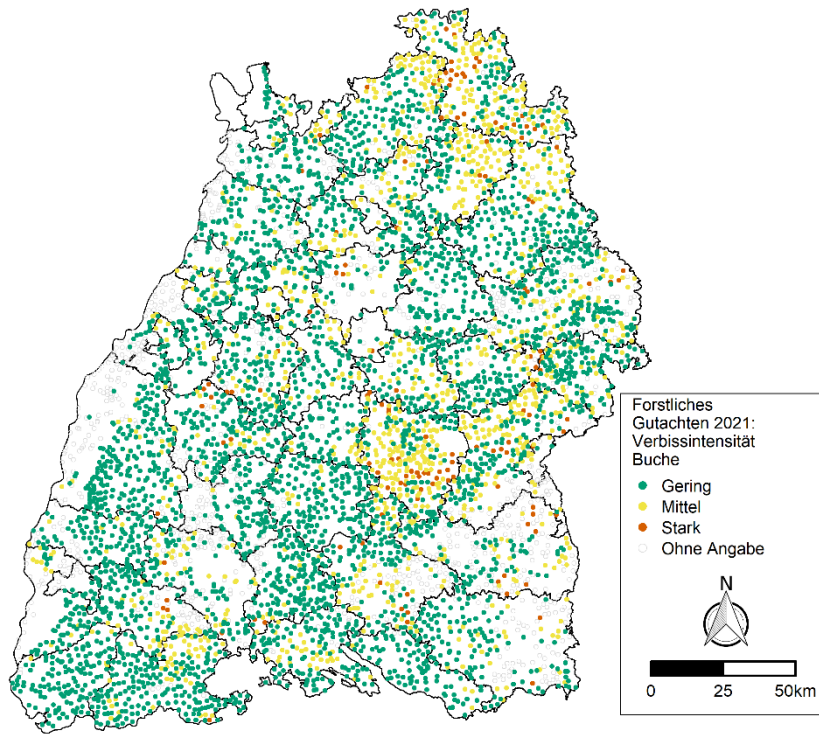 Forstliches
Gutachten 2021:
Verbissintensität
Buche
Gering
Mittel
Stark
Ohne Angabe
N
0 25 50km